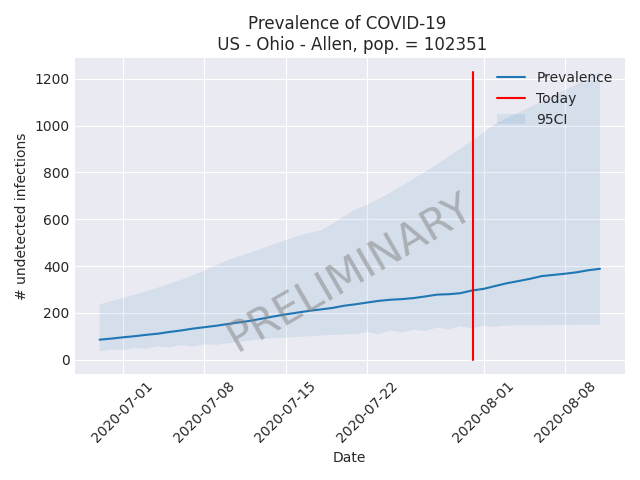 Prevalence of COVID-19
US - Ohio - Allen, pop. = 102351
1200
1000
800
600
400
200
0
# undetected infections
Prevalence
Today
95CI
PRELIMINARY
2020-07-01
2020-07-08
2020-07-15
2020-07-22
2020-08-01
2020-08-08
Date